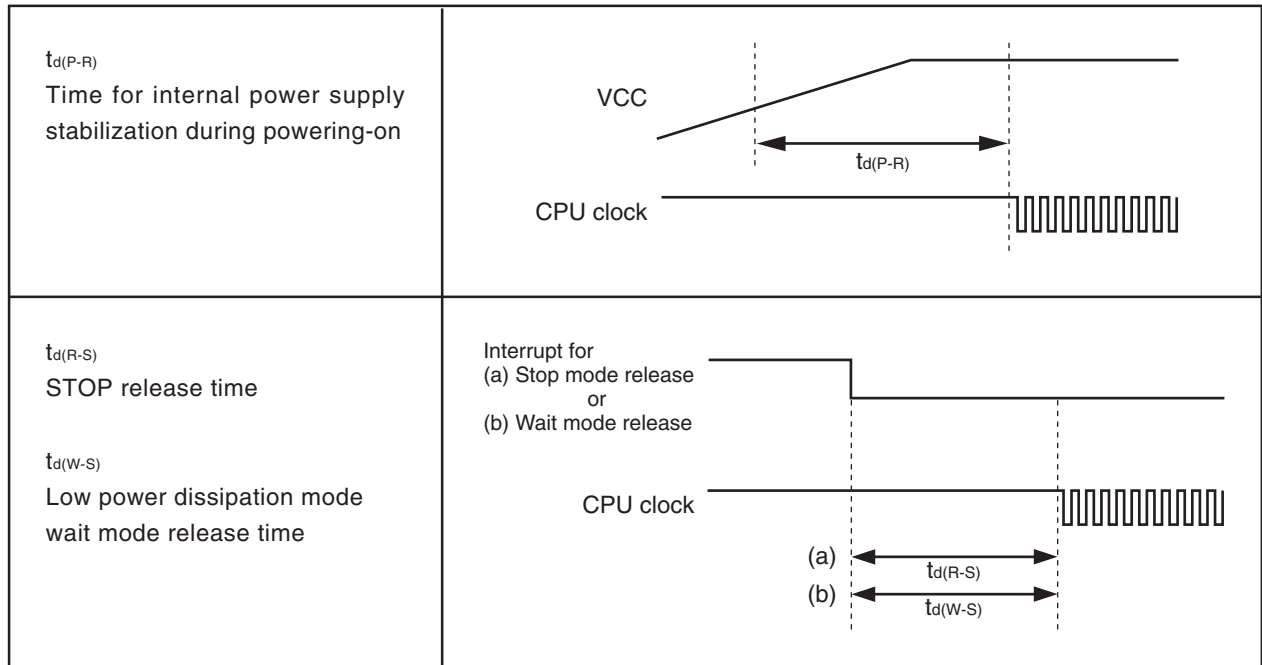 td(P-R)
Time for internal power supply
stabilization during powering-on
VCC
td(P-R)
CPU clock
td(R-S)
STOP release time
td(W-S)
Low power dissipation mode
wait mode release time
Interrupt for
(a) Stop mode release
or
(b) Wait mode release
CPU clock
(a)
td(R-S)
(b)
td(W-S)